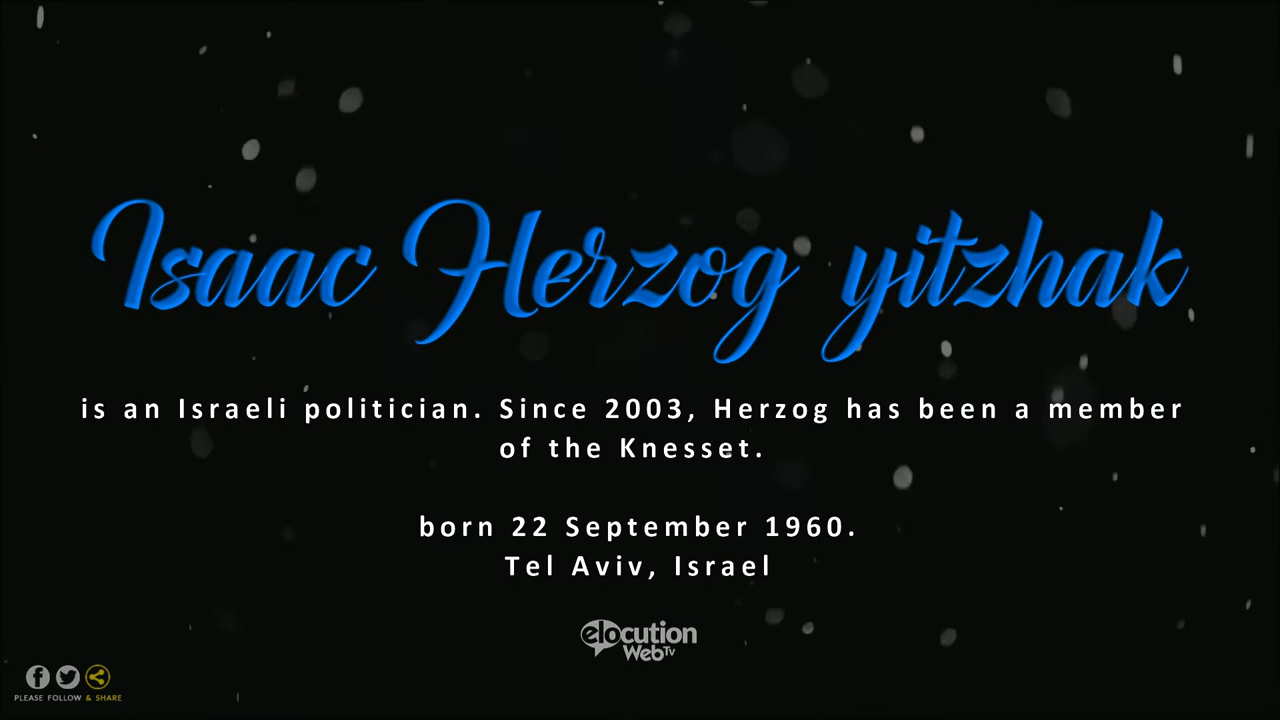 Isaac Herzog yitzhak
is an Israeli politician. Since 2003, Herzog has been a member
of the Knesset.
born 22 September 1960.
Tel Aviv, Israel
elocution
WebTv
PLEASE FOLLOW & SHARE